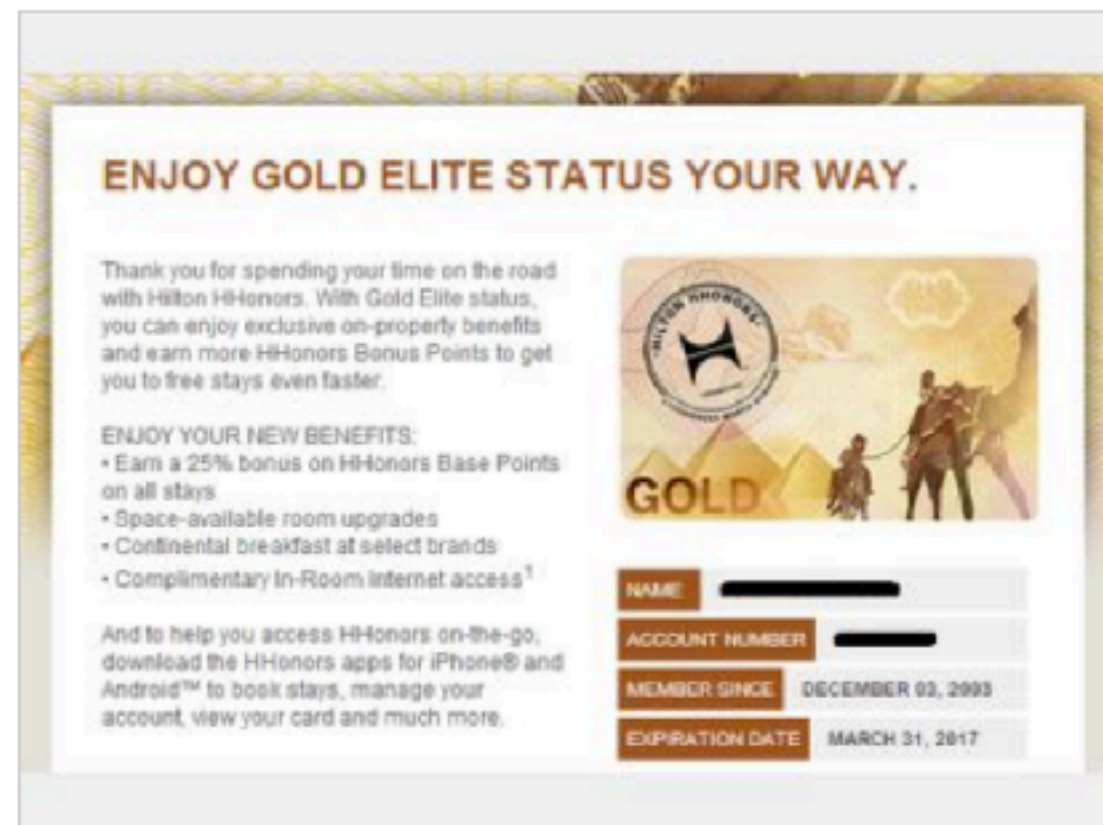 ENJOY GOLD ELITE STATUS YOUR WAY.
Thank you for spending your time on the road
with Hilton HHonors. With Gold Elite status,
you can enjoy exclusive on-property benefits
and earn more HHonors Bonus Points to get
you to free stays even faster.
ENJOY YOUR NEW BENEFITS:
• Earn a 25% bonus on HHonors Base Points
on all stays
• Space-available room upgrades
• Continental breakfast at select brands
• Complimentary In-Room Internet access¹
And to help you access HHonors on-the-go,
download the HHonors apps for iPhone® and
Android™ to book stays, manage your
account, view your card and much more.
HILTON HHONORS
GOLD
NAME
ACCOUNT NUMBER
MEMBER SINCE DECEMBER 03, 2003
EXPIRATION DATE MARCH 31, 2017